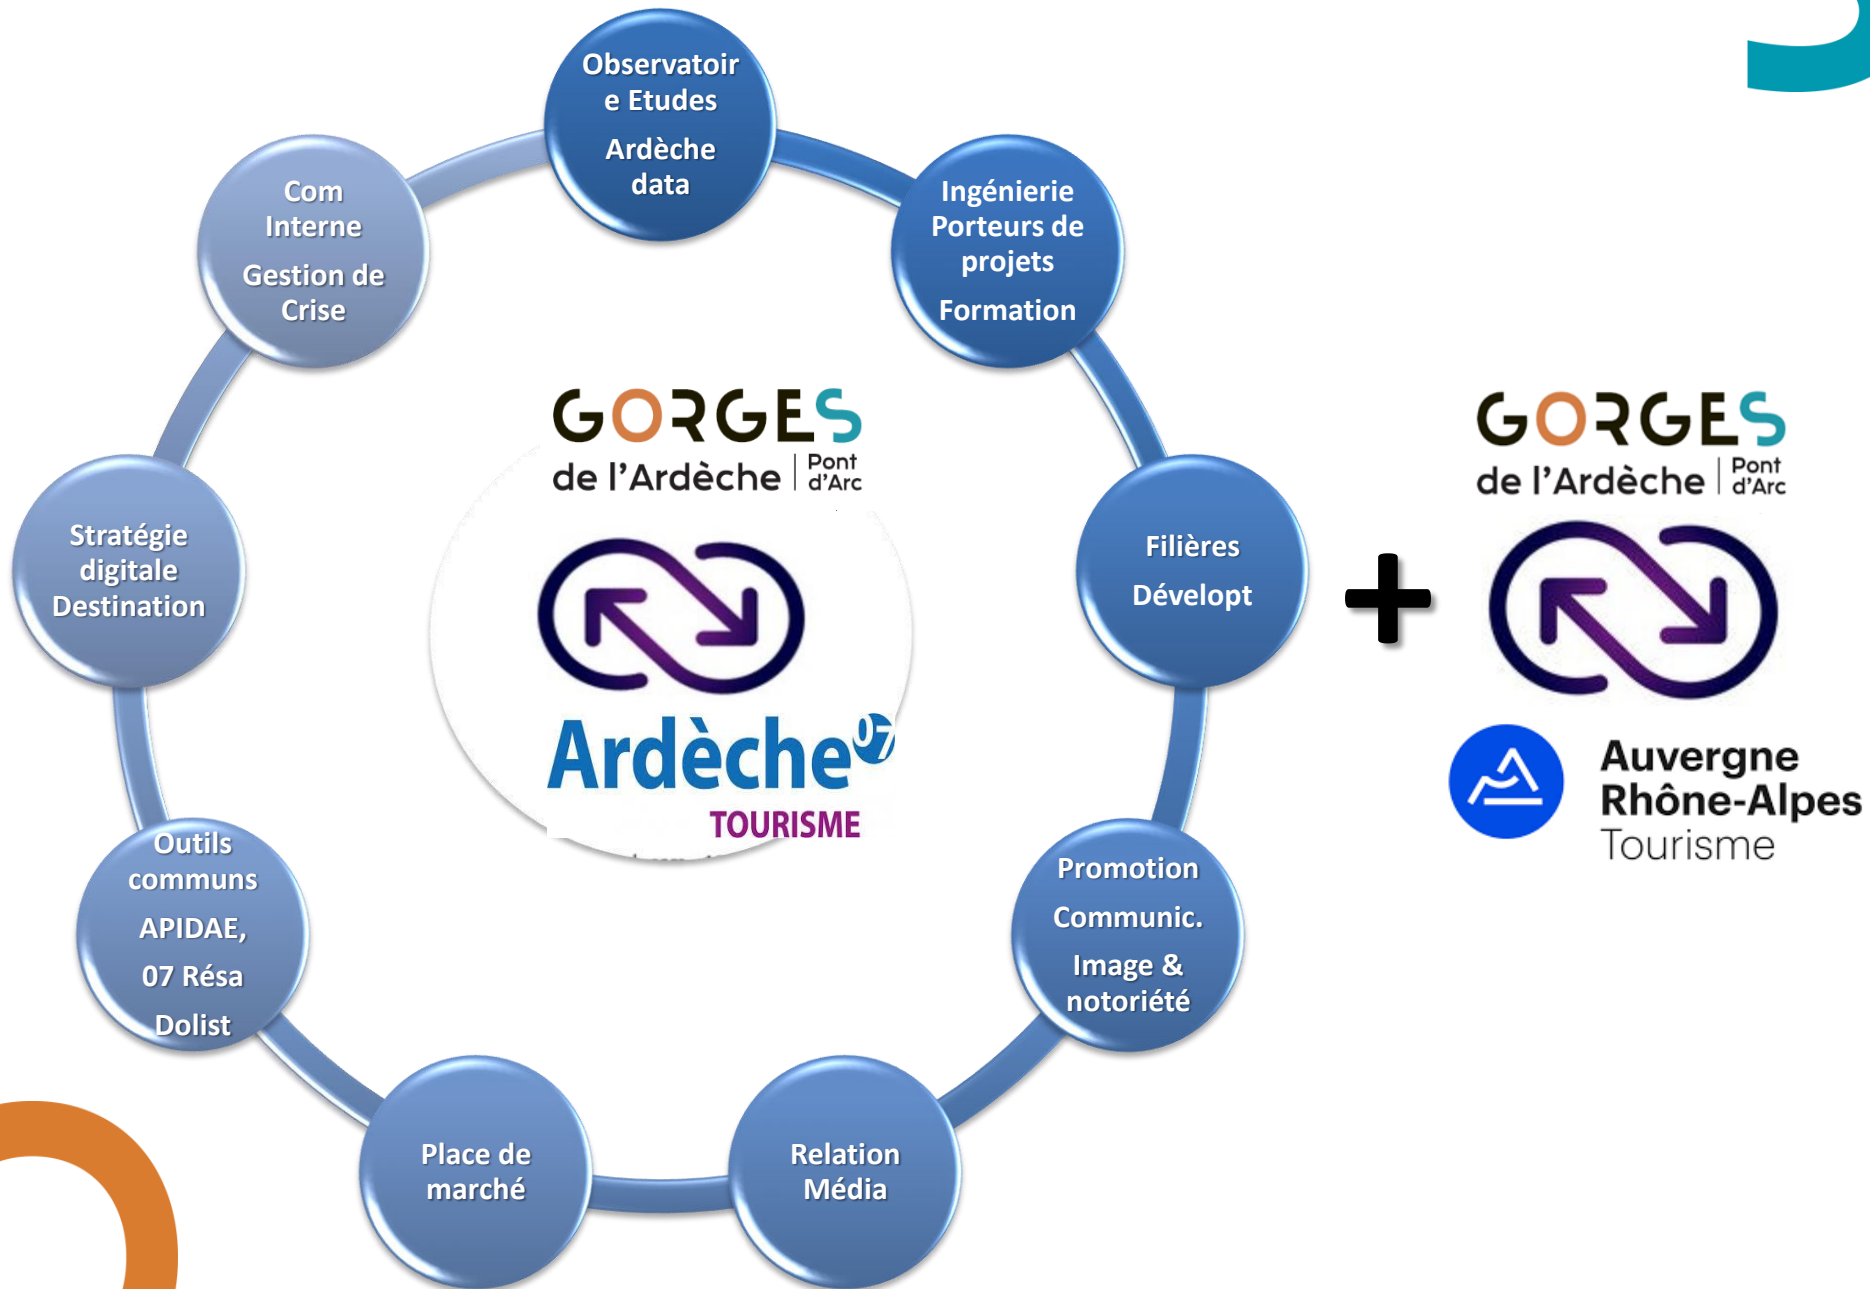 Observatoir
e Etudes
Ardèche
data
Ingénierie
Porteurs de
projets
Formation
Filières
Dévelopt
Promotion
Communic.
Image &
notoriété
Relation
Média
Place de
marché
Outils
communs
APIDAE,
07 Résa
Dolist
Stratégie
digitale
Destination
Com
Interne
Gestion de
Crise
GORGES
de l'Ardèche | Pont
d'Arc
Ardèche 07
TOURISME
+
GORGES
de l'Ardèche | Pont
d'Arc
Auvergne
Rhône-Alpes
Tourisme